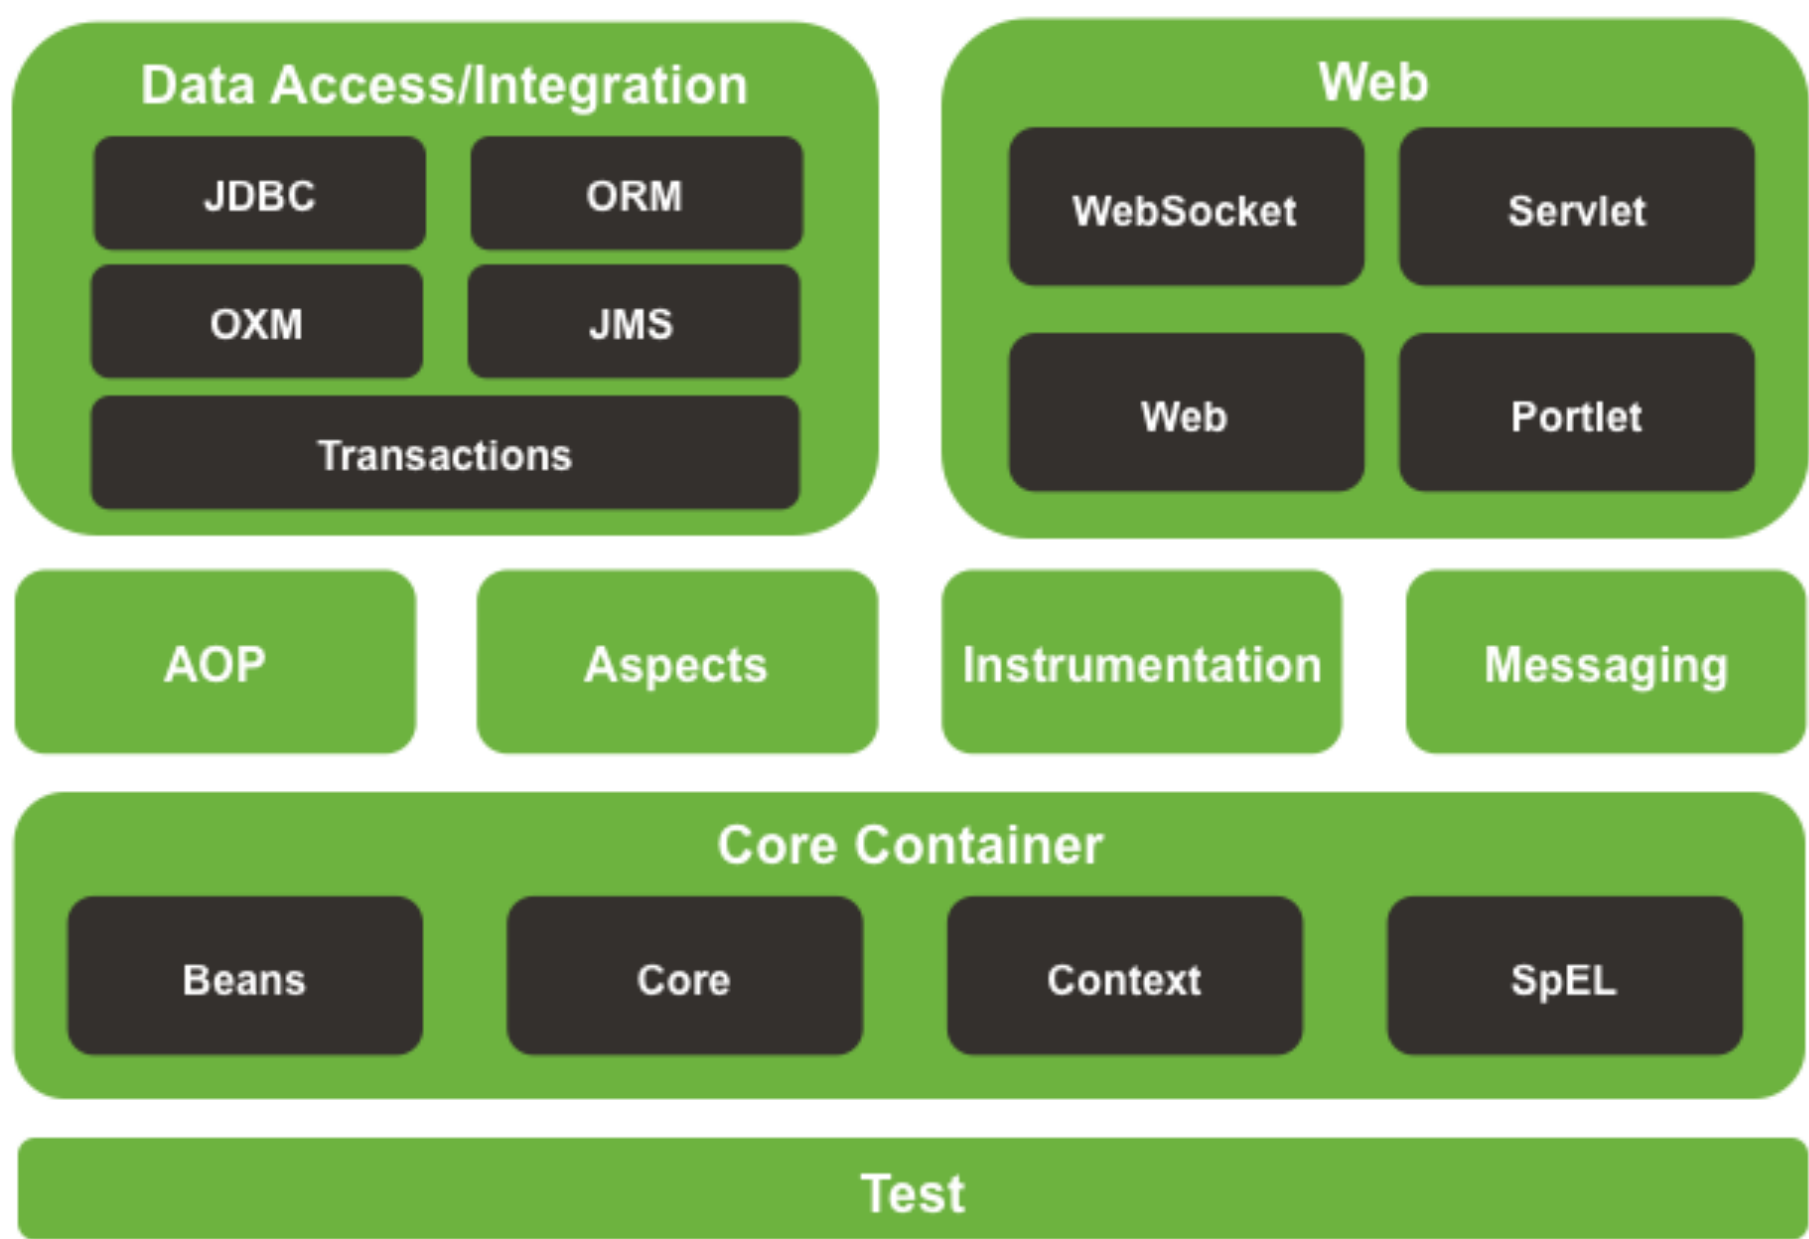 Data Access/Integration
JDBC
ORM
OXM
JMS
Transactions
Web
WebSocket
Servlet
Web
Portlet
AOP
Aspects
Instrumentation
Messaging
Core Container
Beans
Core
Context
SpEL
Test